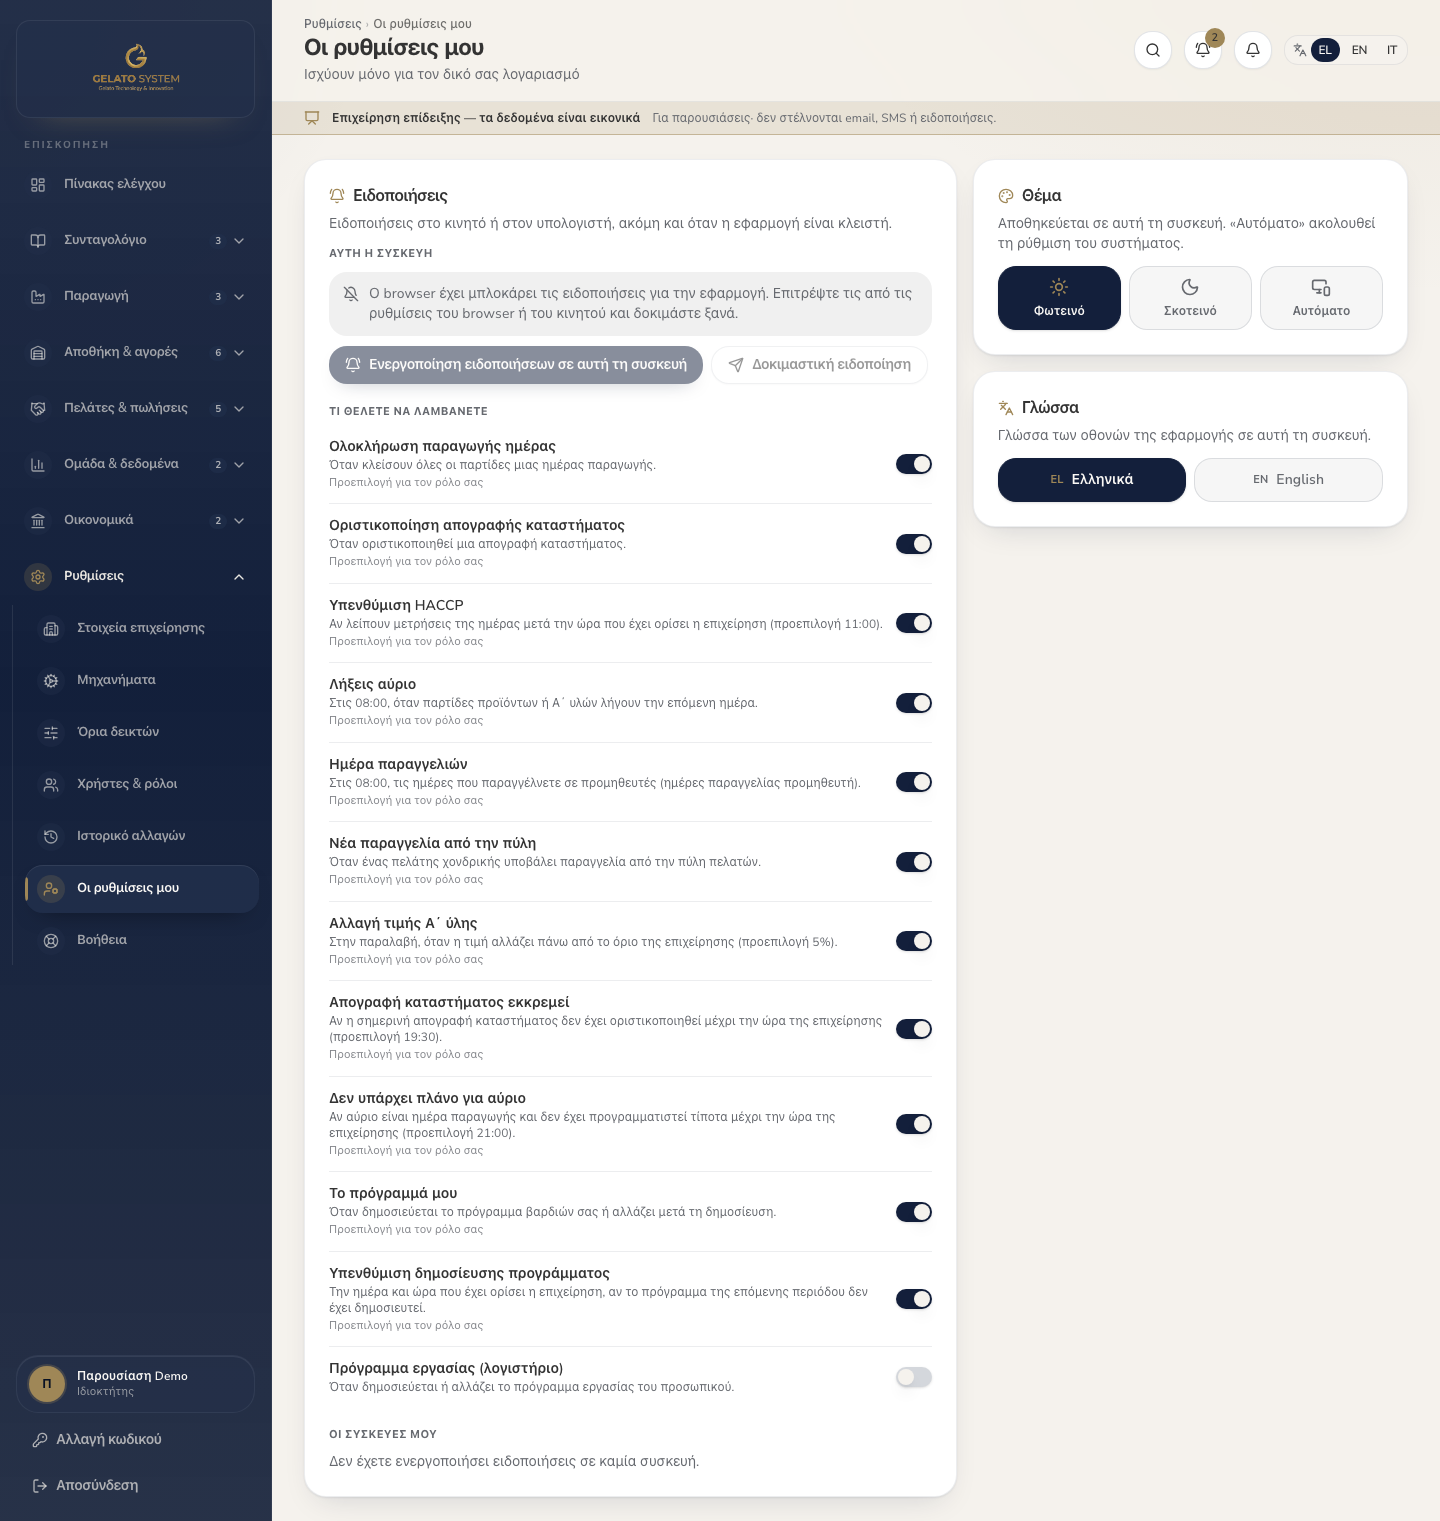 GELATO SYSTEM
Gelato Technology & Innovation
ΕΠΙΣΚΟΠΗΣΗ
Πίνακας ελέγχου
Συνταγολόγιο 3
Παραγωγή 3
Αποθήκη & αγορές 6
Πελάτες & πωλήσεις 5
Ομάδα & δεδομένα 2
Οικονομικά 2
Ρυθμίσεις
Στοιχεία επιχείρησης
Μηχανήματα
Όρια δεικτών
Χρήστες & ρόλοι
Ιστορικό αλλαγών
Οι ρυθμίσεις μου
Βοήθεια
Π
Παρουσίαση Demo
Ιδιοκτήτης
Αλλαγή κωδικού
Αποσύνδεση
Ρυθμίσεις › Οι ρυθμίσεις μου
Οι ρυθμίσεις μου
Ισχύουν μόνο για τον δικό σας λογαριασμό
2
EL EN IT
Επιχείρηση επίδειξης — τα δεδομένα είναι εικονικά Για παρουσιάσεις· δεν στέλνονται email, SMS ή ειδοποιήσεις.
Ειδοποιήσεις
Ειδοποιήσεις στο κινητό ή στον υπολογιστή, ακόμη και όταν η εφαρμογή είναι κλειστή.
ΑΥΤΗ Η ΣΥΣΚΕΥΗ
Ο browser έχει μπλοκάρει τις ειδοποιήσεις για την εφαρμογή. Επιτρέψτε τις από τις
ρυθμίσεις του browser ή του κινητού και δοκιμάστε ξανά.
Ενεργοποίηση ειδοποιήσεων σε αυτή τη συσκευή
Δοκιμαστική ειδοποίηση
ΤΙ ΘΕΛΕΤΕ ΝΑ ΛΑΜΒΑΝΕΤΕ
Ολοκλήρωση παραγωγής ημέρας
Όταν κλείσουν όλες οι παρτίδες μιας ημέρας παραγωγής.
Προεπιλογή για τον ρόλο σας
Οριστικοποίηση απογραφής καταστήματος
Όταν οριστικοποιηθεί μια απογραφή καταστήματος.
Προεπιλογή για τον ρόλο σας
Υπενθύμιση HACCP
Αν λείπουν μετρήσεις της ημέρας μετά την ώρα που έχει ορίσει η επιχείρηση (προεπιλογή 11:00).
Προεπιλογή για τον ρόλο σας
Λήξεις αύριο
Στις 08:00, όταν παρτίδες προϊόντων ή Α΄ υλών λήγουν την επόμενη ημέρα.
Προεπιλογή για τον ρόλο σας
Ημέρα παραγγελιών
Στις 08:00, τις ημέρες που παραγγέλνετε σε προμηθευτές (ημέρες παραγγελίας προμηθευτή).
Προεπιλογή για τον ρόλο σας
Νέα παραγγελία από την πύλη
Όταν ένας πελάτης χονδρικής υποβάλει παραγγελία από την πύλη πελατών.
Προεπιλογή για τον ρόλο σας
Αλλαγή τιμής Α΄ ύλης
Στην παραλαβή, όταν η τιμή αλλάζει πάνω από το όριο της επιχείρησης (προεπιλογή 5%).
Προεπιλογή για τον ρόλο σας
Απογραφή καταστήματος εκκρεμεί
Αν η σημερινή απογραφή καταστήματος δεν έχει οριστικοποιηθεί μέχρι την ώρα της επιχείρησης
(προεπιλογή 19:30).
Προεπιλογή για τον ρόλο σας
Δεν υπάρχει πλάνο για αύριο
Αν αύριο είναι ημέρα παραγωγής και δεν έχει προγραμματιστεί τίποτα μέχρι την ώρα της
επιχείρησης (προεπιλογή 21:00).
Προεπιλογή για τον ρόλο σας
Το πρόγραμμά μου
Όταν δημοσιεύεται το πρόγραμμα βαρδιών σας ή αλλάζει μετά τη δημοσίευση.
Προεπιλογή για τον ρόλο σας
Υπενθύμιση δημοσίευσης προγράμματος
Την ημέρα και ώρα που έχει ορίσει η επιχείρηση, αν το πρόγραμμα της επόμενης περιόδου δεν
έχει δημοσιευτεί.
Προεπιλογή για τον ρόλο σας
Πρόγραμμα εργασίας (λογιστήριο)
Όταν δημοσιεύεται ή αλλάζει το πρόγραμμα εργασίας του προσωπικού.
ΟΙ ΣΥΣΚΕΥΕΣ ΜΟΥ
Δεν έχετε ενεργοποιήσει ειδοποιήσεις σε καμία συσκευή.
Θέμα
Αποθηκεύεται σε αυτή τη συσκευή. «Αυτόματο» ακολουθεί
τη ρύθμιση του συστήματος.
Φωτεινό
Σκοτεινό
Αυτόματο
Γλώσσα
Γλώσσα των οθονών της εφαρμογής σε αυτή τη συσκευή.
EL Ελληνικά
EN English